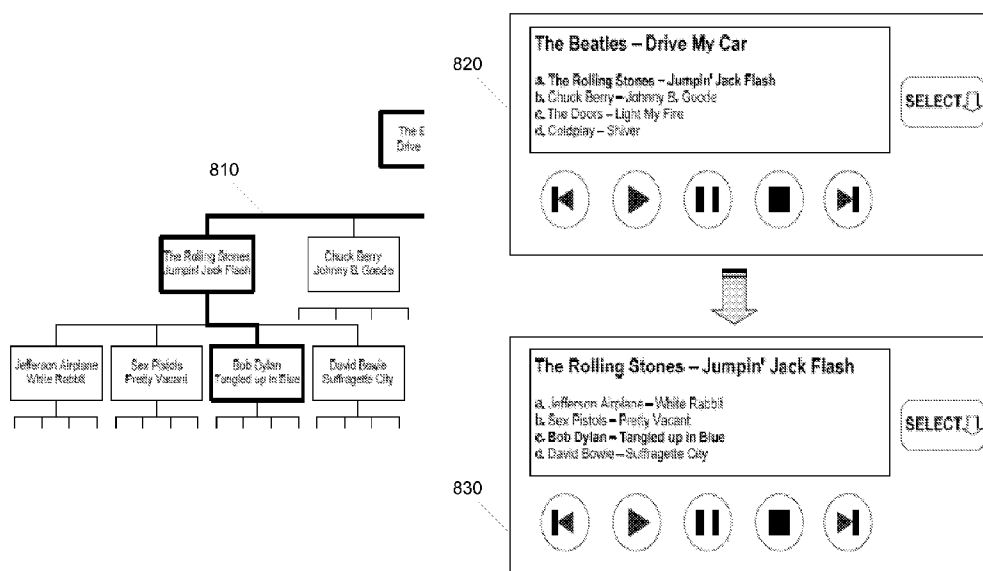 810
The
Drive
The Rolling Stones
Jumpin' Jack Flash
Chuck Berry
Johnny B. Goode
Jefferson Airplane
White Rabbit
Sex Pistols
Pretty Vacant
Bob Dylan
Tangled up in Blue
David Bowie
Suffragette City
820
The Beatles – Drive My Car
a. The Rolling Stones – Jumpin' Jack Flash
b. Chuck Berry – Johnny B. Goode
c. The Doors – Light My Fire
d. Coldplay – Shiver
SELECT
830
The Rolling Stones – Jumpin' Jack Flash
a. Jefferson Airplane – White Rabbit
b. Sex Pistols – Pretty Vacant
c. Bob Dylan – Tangled up in Blue
d. David Bowie – Suffragette City
SELECT